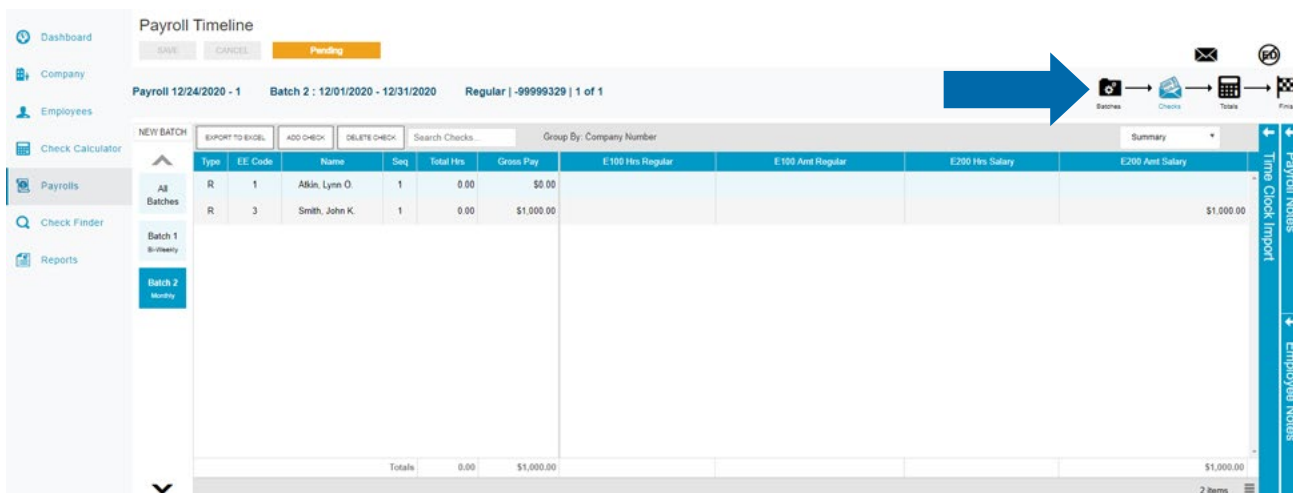 Payroll Timeline
Dashboard
SAVE CANCEL Pending
Company
Payroll 12/24/2020 - 1 Batch 2 : 12/01/2020 - 12/31/2020 Regular | -99999329 | 1 of 1
Batches Checks Totals Finis
Employees
NEW BATCH EXPORT TO EXCEL ADD CHECK DELETE CHECK Search Checks... Group By: Company Number Summary
Check Calculator
Type EE Code Name Seq Total Hrs Gross Pay E100 Hrs Regular E100 Amt Regular E200 Hrs Salary E200 Amt Salary
Payrolls
All Batches
R 1 Atkin, Lynn O. 1 0.00 $0.00
R 3 Smith, John K. 1 0.00 $1,000.00 $1,000.00
Check Finder
Batch 1
Bi-Weekly
Reports
Batch 2
Monthly
Time Clock Import
Payroll Notes
Employee Notes
Totals 0.00 $1,000.00 $1,000.00
2 items